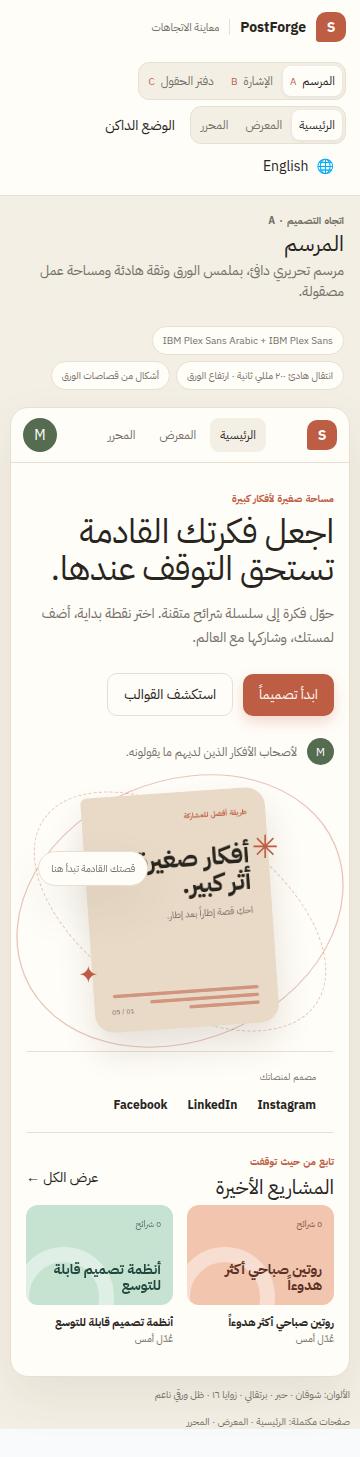 S
PostForge
معاينة الاتجاهات
المرسم A
الإشارة B
دفتر الحقول C
الرئيسية
المعرض
المحرر
الوضع الداكن
English
اتجاه التصميم · A
المرسم
مرسم تحريري دافئ، بملمس الورق وثقة هادئة ومساحة عمل
مصقولة.
IBM Plex Sans Arabic + IBM Plex Sans
انتقال هادئ ٢٠٠ مللي ثانية · ارتفاع الورق
أشكال من قصاصات الورق
S
الرئيسية
المعرض
المحرر
M
مساحة صغيرة لأفكار كبيرة
اجعل فكرتك القادمة
تستحق التوقف عندها.
حوّل فكرة إلى سلسلة شرائح متقنة. اختر نقطة بداية، أضف
لمستك، وشاركها مع العالم.
ابدأ تصميماً
استكشف القوالب
M
لأصحاب الأفكار الذين لديهم ما يقولونه.
طريقة أفضل للمشاركة
أفكار صغيرة
أثر كبير.
قصتك القادمة تبدأ هنا
احكِ قصة إطاراً بعد إطار.
05 / 01
مصمم لمنصاتك
Instagram
LinkedIn
Facebook
تابع من حيث توقفت
المشاريع الأخيرة
عرض الكل ←
٥ شرائح
روتين صباحي أكثر
هدوءاً
٥ شرائح
أنظمة تصميم قابلة
للتوسع
روتين صباحي أكثر هدوءاً
عُدّل أمس
أنظمة تصميم قابلة للتوسع
عُدّل أمس
الألوان: شوفان · حبر · برتقالي · زوايا ١٦ · ظل ورقي ناعم
صفحات مكتملة: الرئيسية · المعرض · المحرر